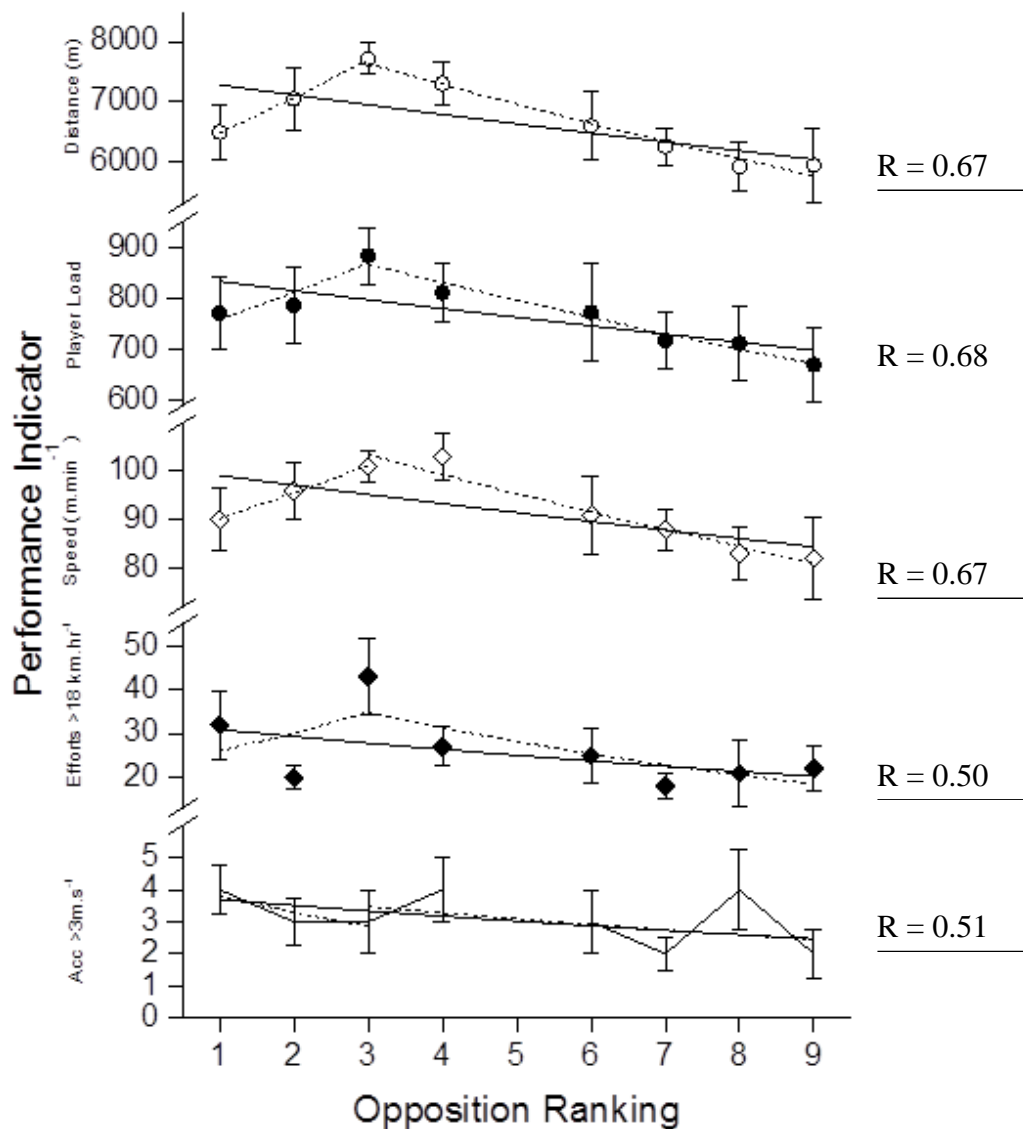 Performance Indicator
Distance (m)
8000
7000
6000
R = 0.67
Player Load
900
800
700
600
R = 0.68
Speed (m.min⁻¹)
100
90
80
R = 0.67
Efforts >18 km.hr⁻¹
50
40
30
20
R = 0.50
Acc >3m.s⁻¹
5
4
3
2
1
0
R = 0.51
1 2 3 4 5 6 7 8 9
Opposition Ranking